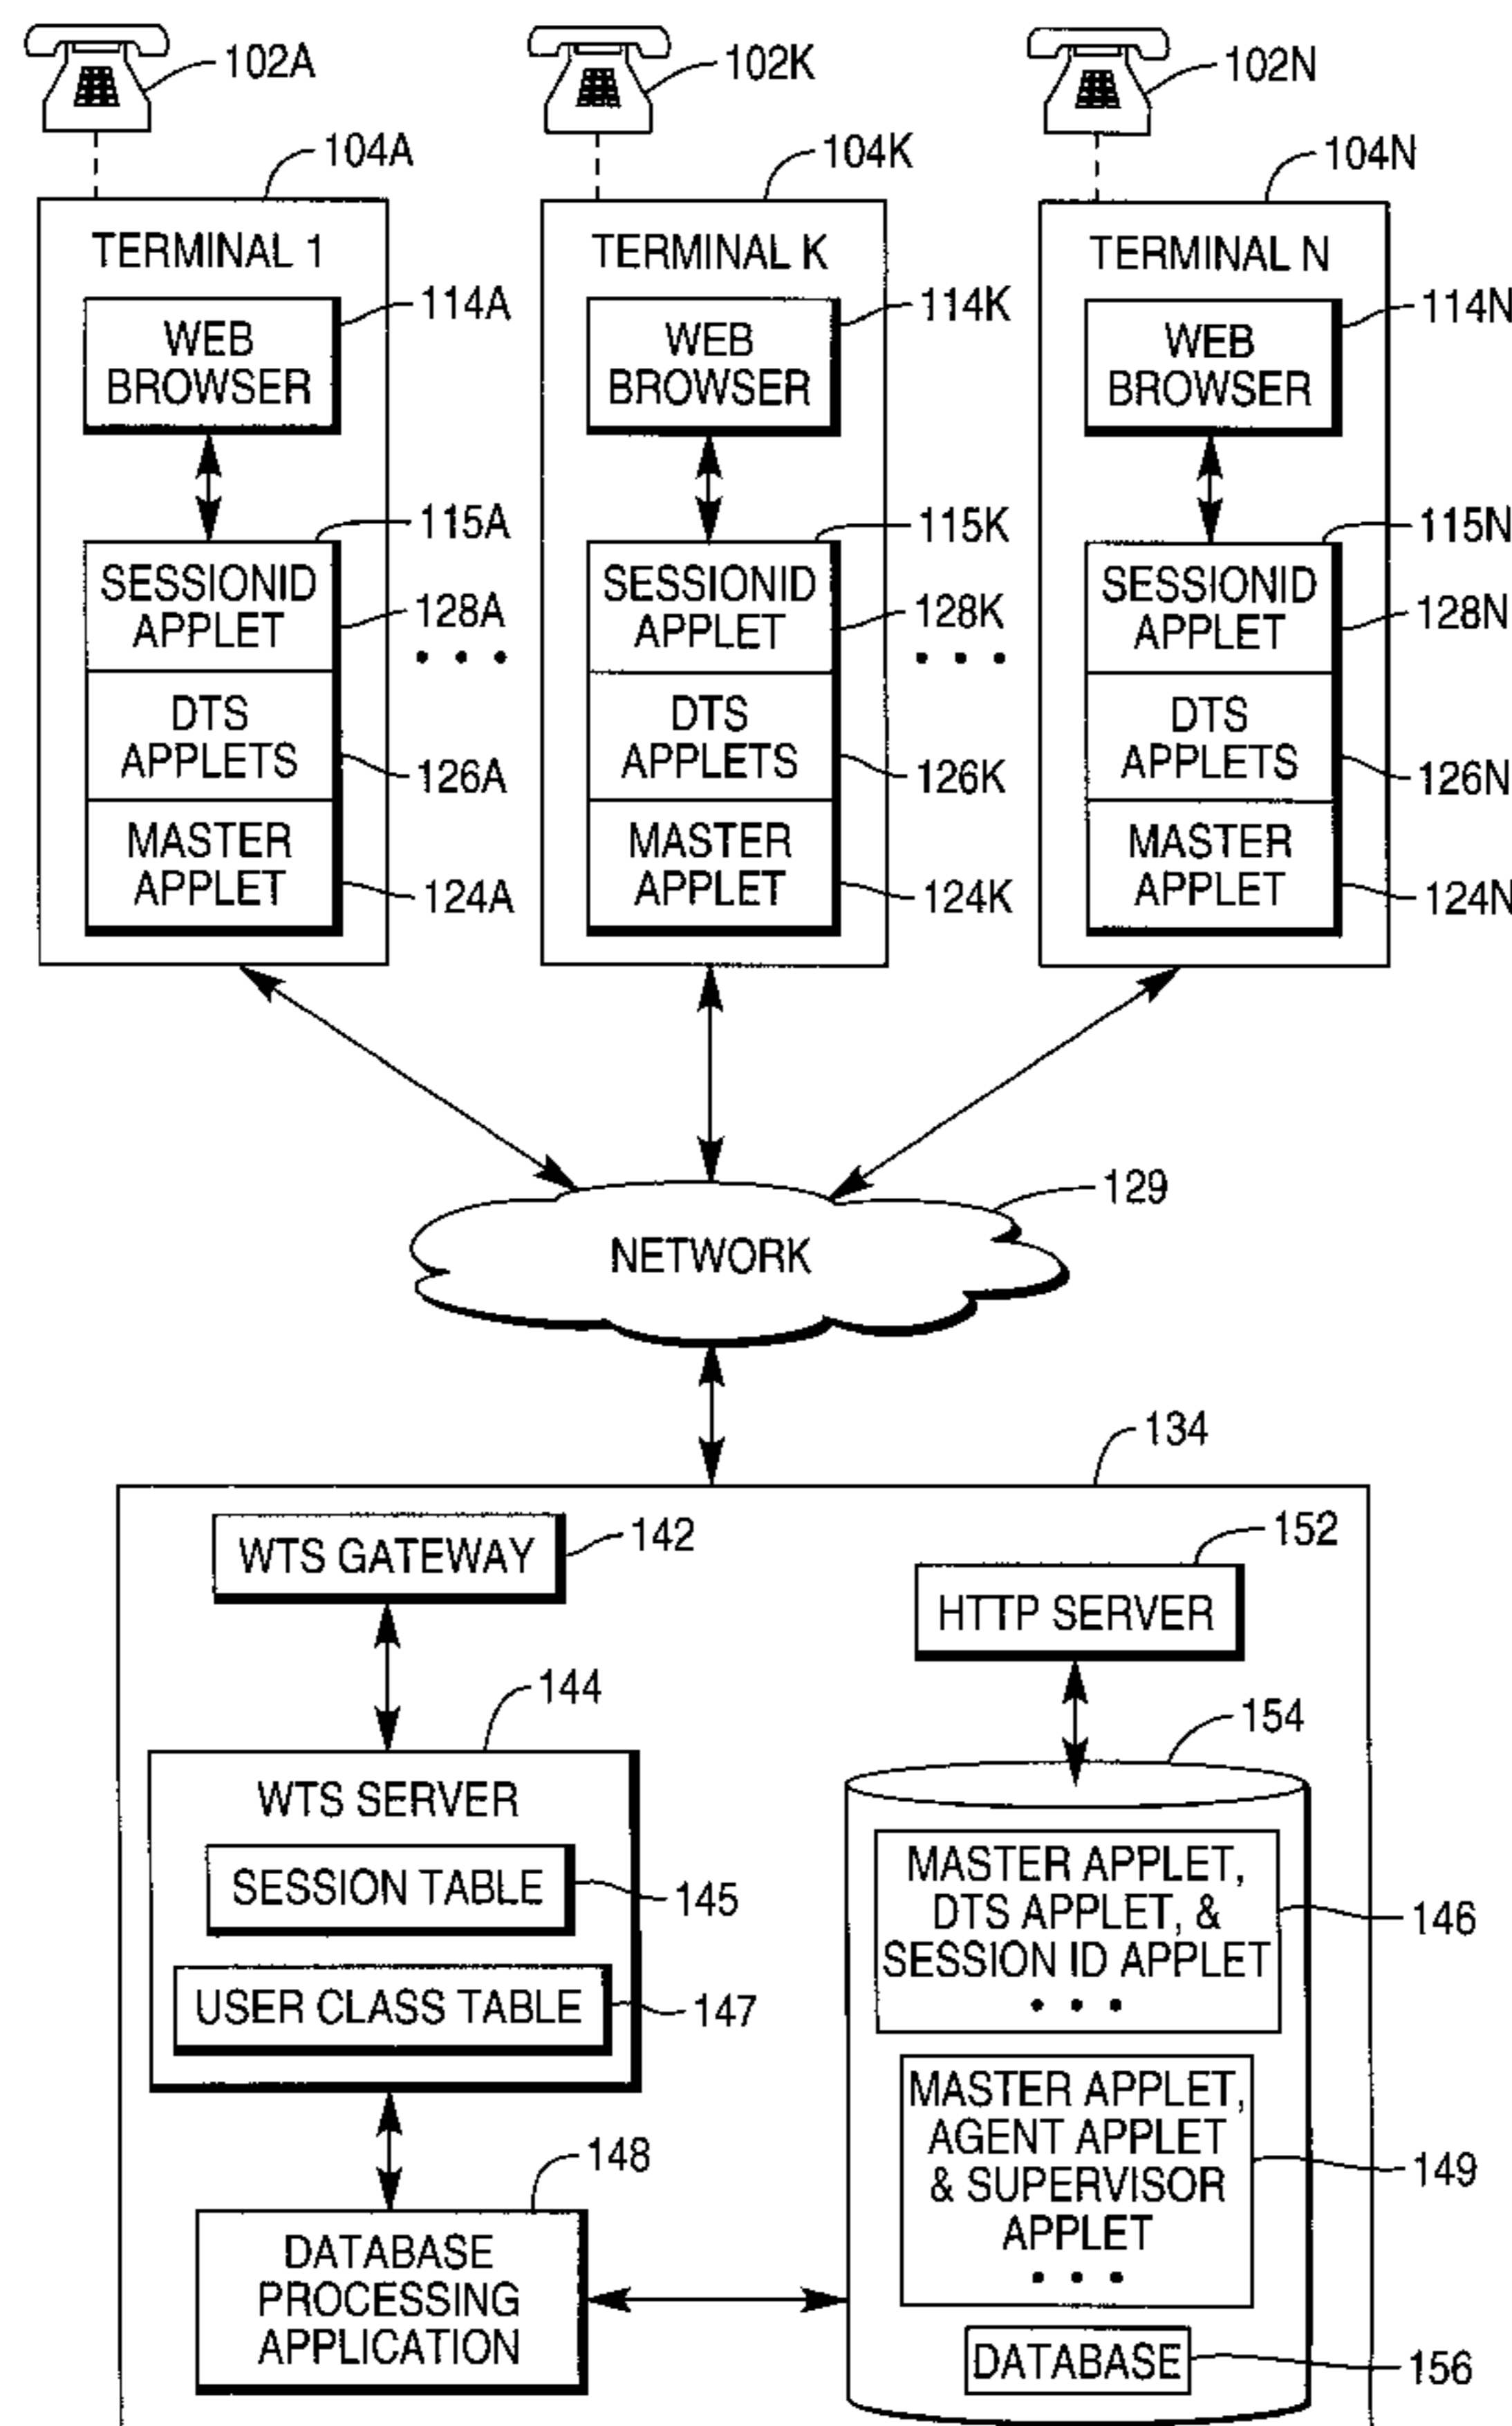 102A
102K
102N
104A
104K
104N
TERMINAL 1
TERMINAL K
TERMINAL N
114A
114K
114N
WEB
BROWSER
WEB
BROWSER
WEB
BROWSER
115A
115K
115N
SESSIONID
APPLET
SESSIONID
APPLET
SESSIONID
APPLET
128A
128K
128N
• • •
• • •
DTS
APPLETS
DTS
APPLETS
DTS
APPLETS
126A
126K
126N
MASTER
APPLET
MASTER
APPLET
MASTER
APPLET
124A
124K
124N
129
NETWORK
134
WTS GATEWAY
142
152
HTTP SERVER
144
154
WTS SERVER
SESSION TABLE
145
USER CLASS TABLE
147
MASTER APPLET,
DTS APPLET, &
SESSION ID APPLET
• • •
146
MASTER APPLET,
AGENT APPLET
& SUPERVISOR
APPLET
• • •
149
148
DATABASE
PROCESSING
APPLICATION
DATABASE
156